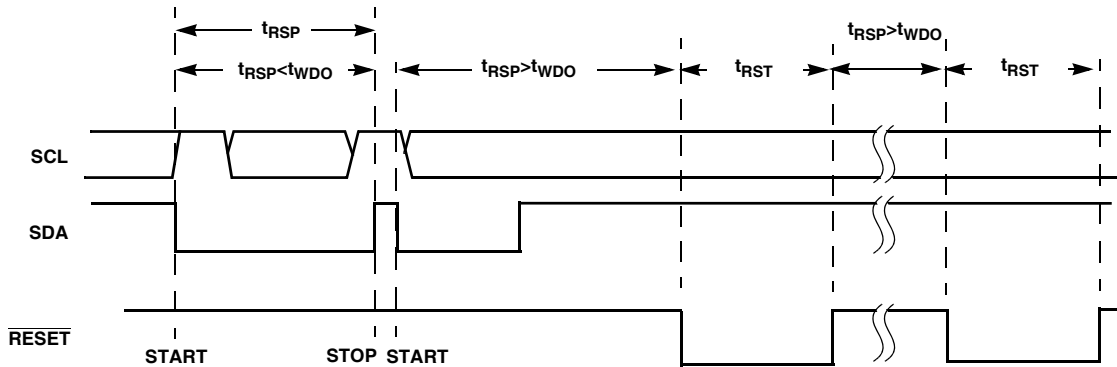 tRSP
tRSP>tWDO
tRSP<tWDO
tRSP>tWDO
tRST
tRST
SCL
SDA
RESET
START
STOP
START